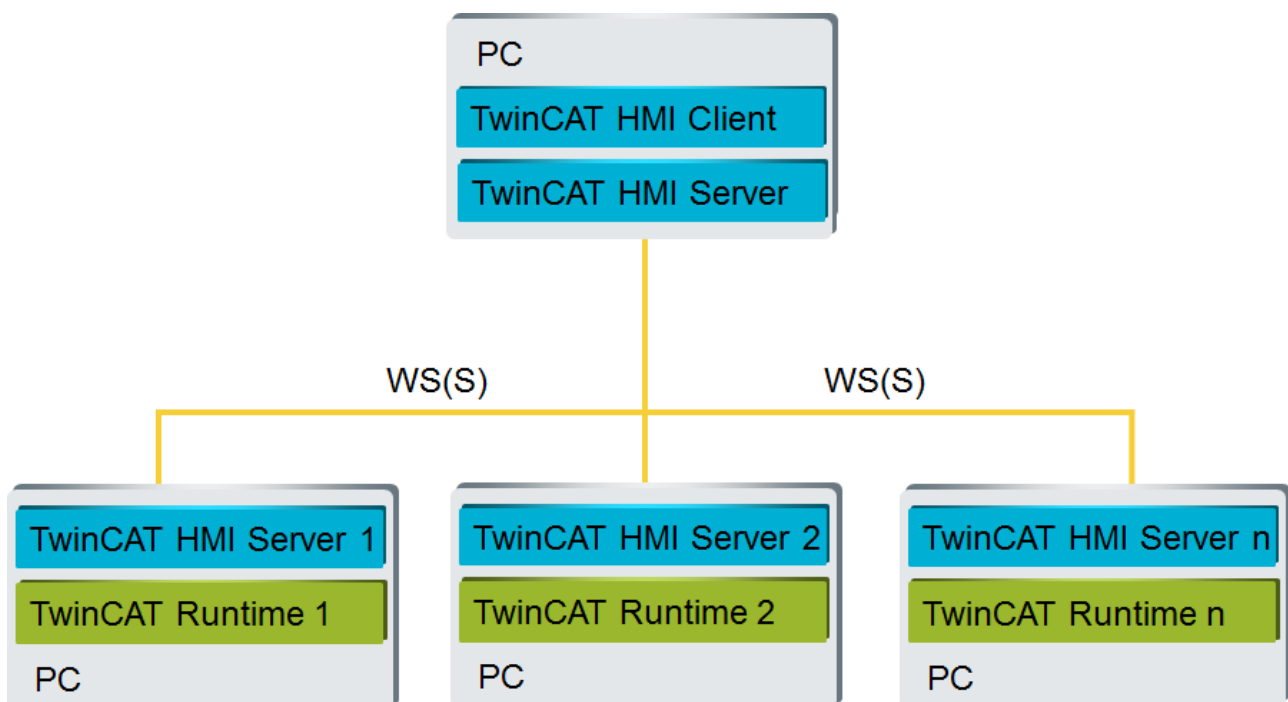 PC
TwinCAT HMI Client
TwinCAT HMI Server
WS(S)
WS(S)
TwinCAT HMI Server 1
TwinCAT Runtime 1
PC
TwinCAT HMI Server 2
TwinCAT Runtime 2
PC
TwinCAT HMI Server n
TwinCAT Runtime n
PC